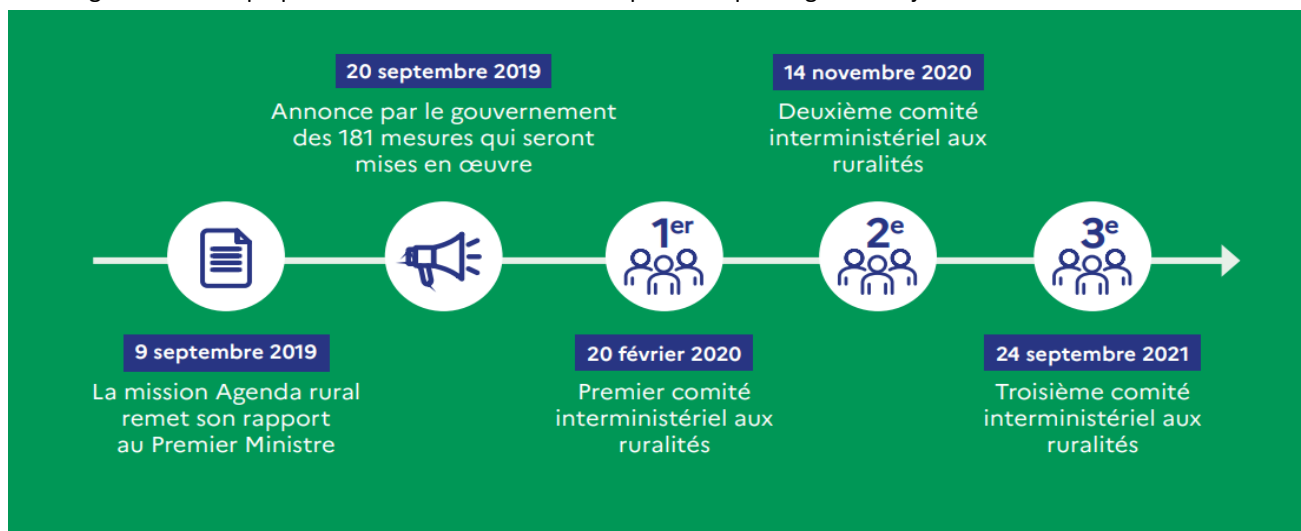 20 septembre 2019
Annonce par le gouvernement
des 181 mesures qui seront
mises en œuvre
14 novembre 2020
Deuxième comité
interministériel aux
ruralités
1er
2e
3e
9 septembre 2019
La mission Agenda rural
remet son rapport
au Premier Ministre
20 février 2020
Premier comité
interministériel aux
ruralités
24 septembre 2021
Troisième comité
interministériel aux
ruralités